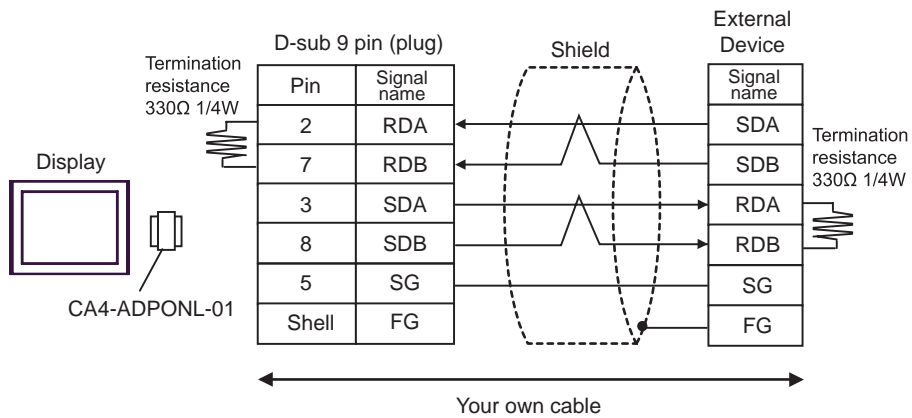 External
Device
D-sub 9 pin (plug)
Shield
Termination
resistance
330Ω 1/4W
Pin
Signal
name
Signal
name
2
RDA
SDA
7
RDB
SDB
Termination
resistance
330Ω 1/4W
Display
3
SDA
RDA
8
SDB
RDB
5
SG
SG
CA4-ADPONL-01
Shell
FG
FG
Your own cable